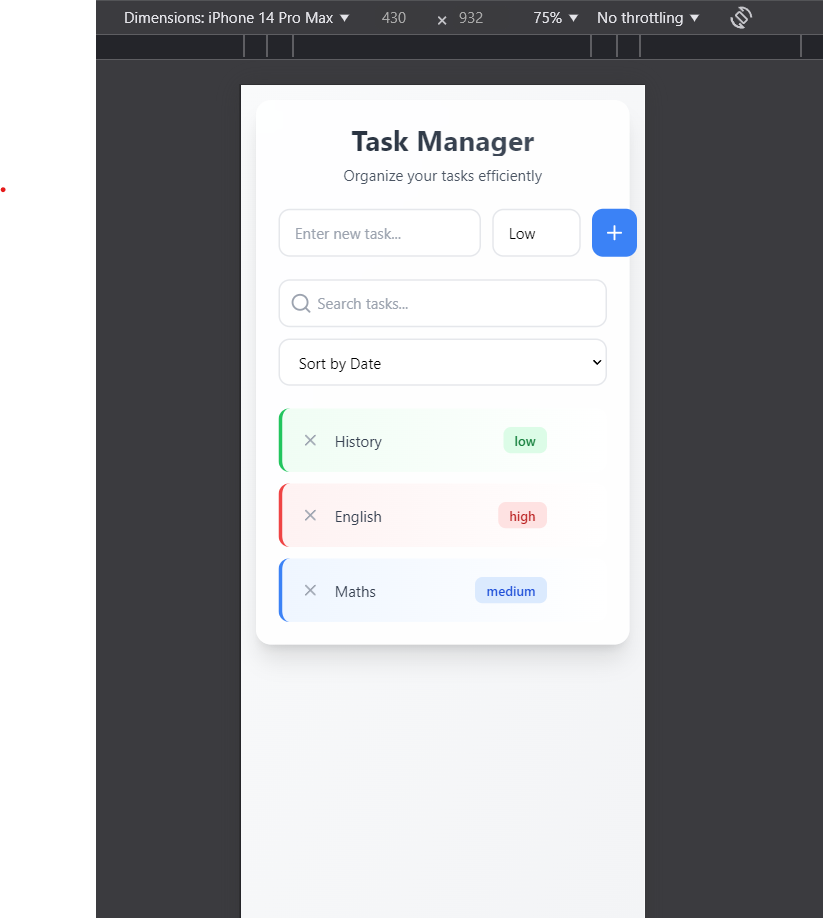 Dimensions: iPhone 14 Pro Max ▼ 430 × 932 75% ▼ No throttling ▼
Task Manager
Organize your tasks efficiently
Enter new task... Low +
Search tasks...
Sort by Date
× History low
× English high
× Maths medium